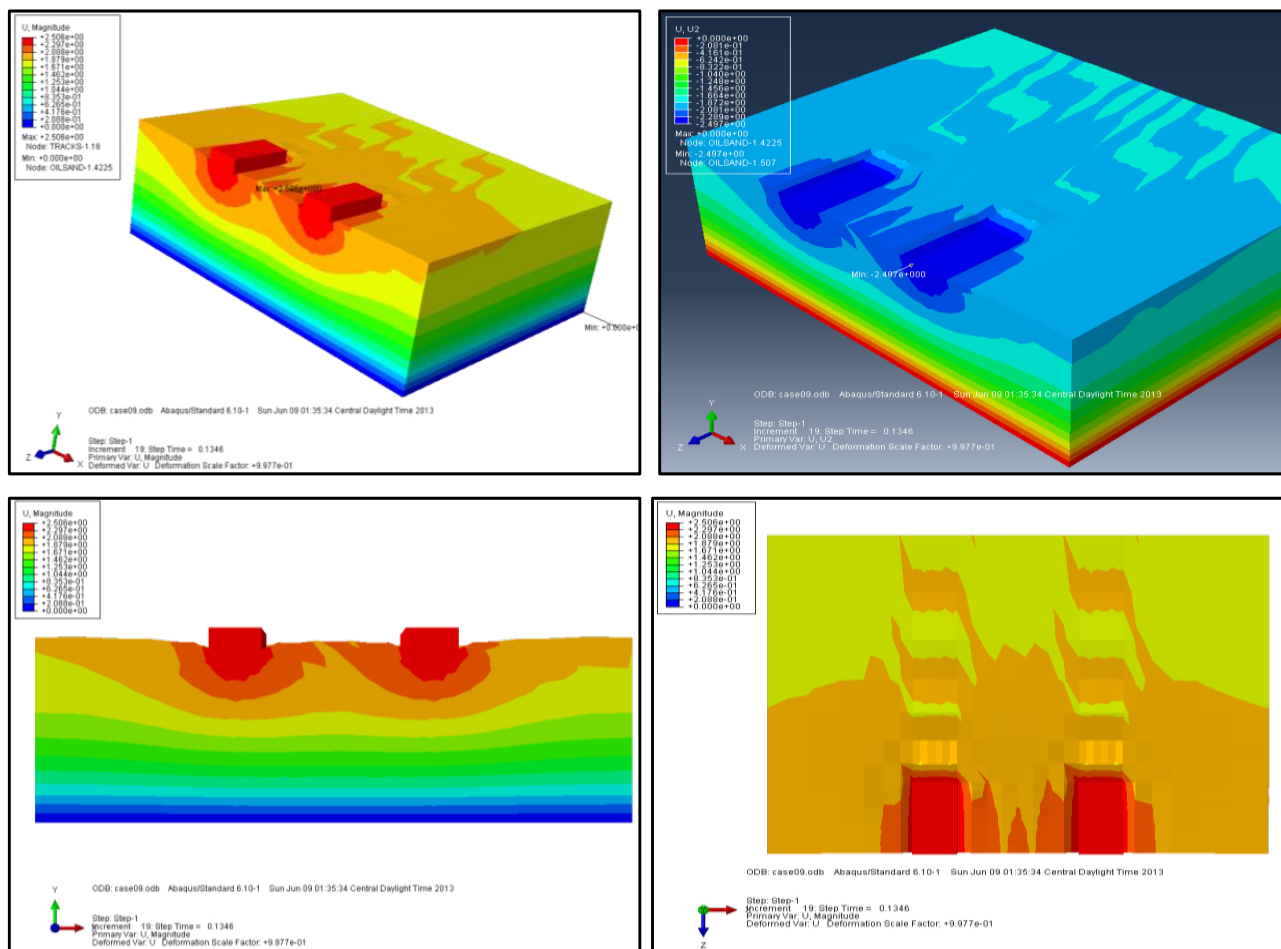 U, Magnitude
+2.506e+00
+2.297e+00
+2.088e+00
+1.879e+00
+1.671e+00
+1.462e+00
+1.253e+00
+1.044e+00
+8.353e-01
+6.265e-01
+4.176e-01
+2.088e-01
+0.000e+00
Max: +2.506e+00
Node: TRACKS-1.16
Min: +0.000e+00
Node: OILSAND-1.4225
Max: +2.506e+000
Min: +0.000e+0
ODB: case09.odb Abaqus/Standard 6.10-1 Sun Jun 09 01:35:34 Central Daylight Time 2013
Y
Z
X
Step: Step-1
Increment 19: Step Time = 0.1346
Primary Var: U, Magnitude
Deformed Var: U Deformation Scale Factor: +9.977e-01
U, U2
+0.000e+00
-2.081e-01
-4.161e-01
-6.242e-01
-8.322e-01
-1.040e+00
-1.248e+00
-1.456e+00
-1.664e+00
-1.872e+00
-2.081e+00
-2.289e+00
-2.497e+00
Max: +0.000e+00
Node: OILSAND-1.4225
Min: -2.497e+00
Node: OILSAND-1.507
Min: -2.497e+000
ODB: case09.odb Abaqus/Standard 6.10-1 Sun Jun 09 01:35:34 Central Daylight Time 2013
Y
Z
X
Step: Step-1
Increment 19: Step Time = 0.1346
Primary Var: U, U2
Deformed Var: U Deformation Scale Factor: +9.977e-01
U, Magnitude
+2.506e+00
+2.297e+00
+2.088e+00
+1.879e+00
+1.671e+00
+1.462e+00
+1.253e+00
+1.044e+00
+8.353e-01
+6.265e-01
+4.176e-01
+2.088e-01
+0.000e+00
ODB: case09.odb Abaqus/Standard 6.10-1 Sun Jun 09 01:35:34 Central Daylight Time 2013
Y
Step: Step-1
Increment 19: Step Time = 0.1346
Primary Var: U, Magnitude
Deformed Var: U Deformation Scale Factor: +9.977e-01
U, Magnitude
+2.506e+00
+2.297e+00
+2.088e+00
+1.879e+00
+1.671e+00
+1.462e+00
+1.253e+00
+1.044e+00
+8.353e-01
+6.265e-01
+4.176e-01
+2.088e-01
+0.000e+00
ODB: case09.odb Abaqus/Standard 6.10-1 Sun Jun 09 01:35:34 Central Daylight Time 2013
Y
Z
Step: Step-1
Increment 19: Step Time = 0.1346
Primary Var: U, Magnitude
Deformed Var: U Deformation Scale Factor: +9.977e-01